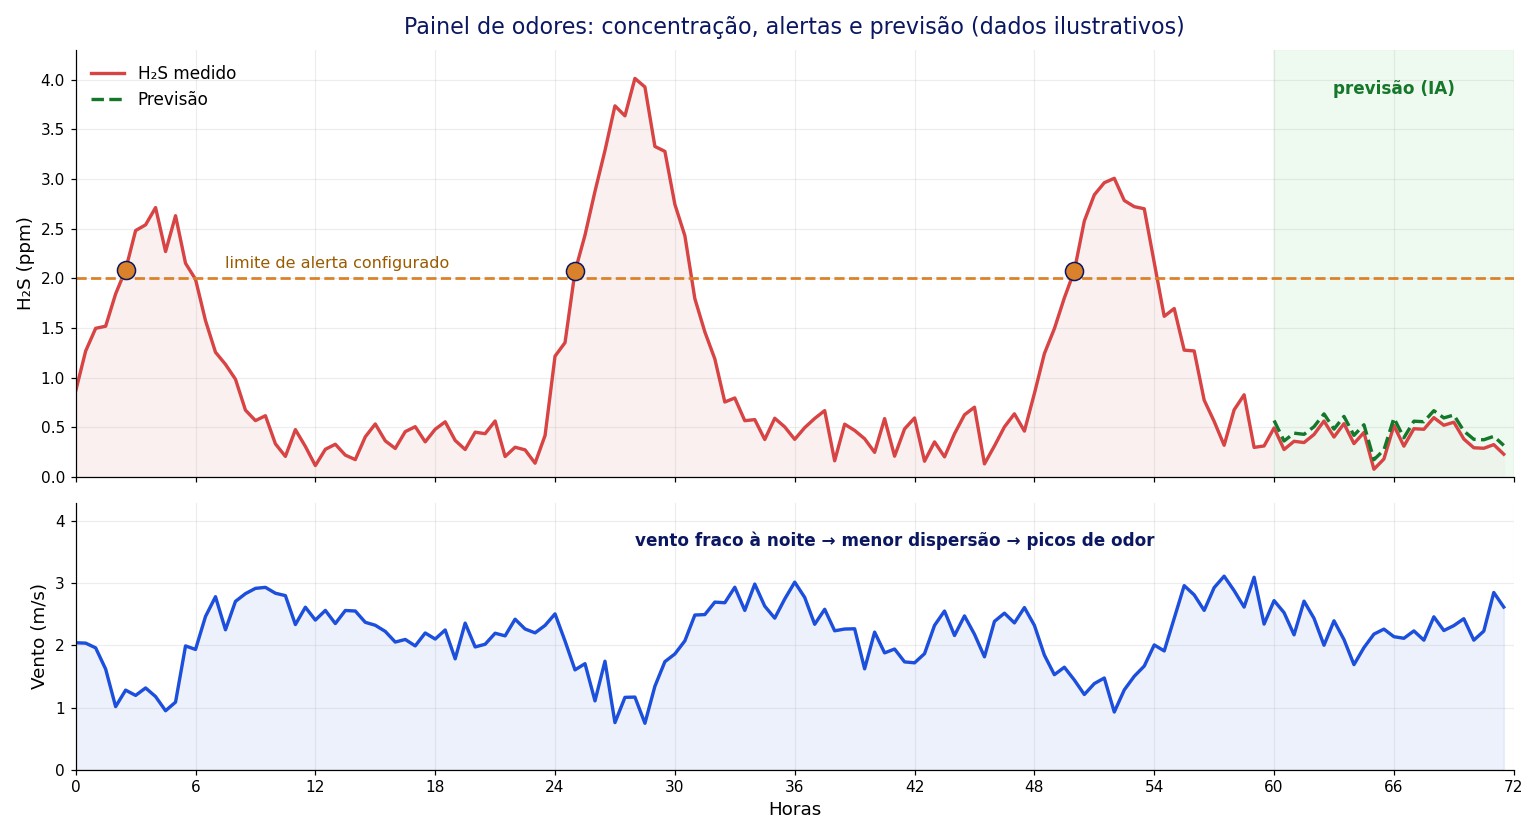 Painel de odores: concentração, alertas e previsão (dados ilustrativos)
H₂S medido
Previsão
previsão (IA)
limite de alerta configurado
H₂S (ppm)
4.0
3.5
3.0
2.5
2.0
1.5
1.0
0.5
0.0
vento fraco à noite → menor dispersão → picos de odor
Vento (m/s)
4
3
2
1
0
0 6 12 18 24 30 36 42 48 54 60 66 72
Horas